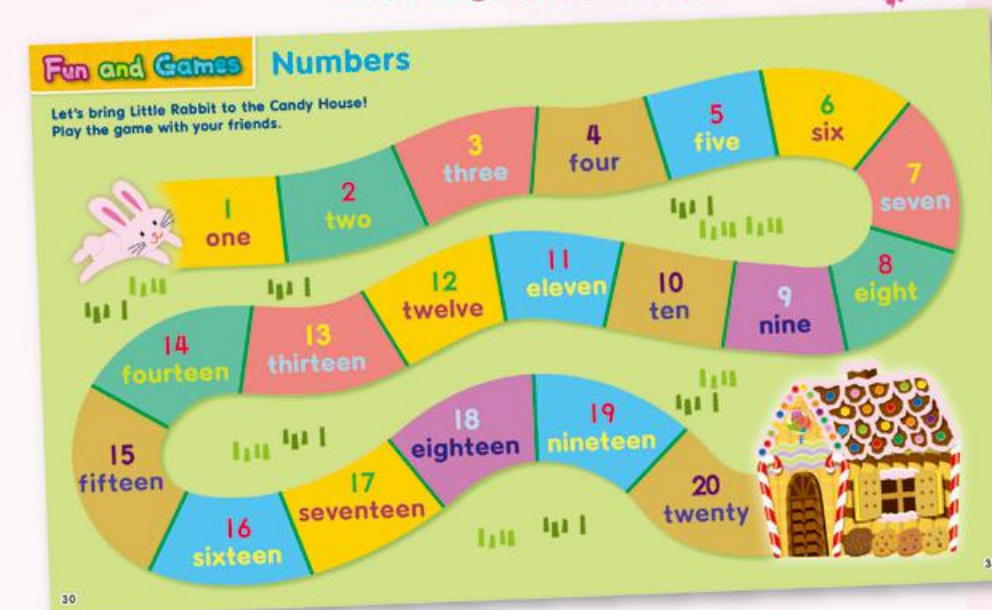 Fun and Games
Numbers
Let's bring Little Rabbit to the Candy House!
Play the game with your friends.
1
one
2
two
3
three
4
four
5
five
6
six
7
seven
8
eight
9
nine
10
ten
11
eleven
12
twelve
13
thirteen
14
fourteen
15
fifteen
16
sixteen
17
seventeen
18
eighteen
19
nineteen
20
twenty
30